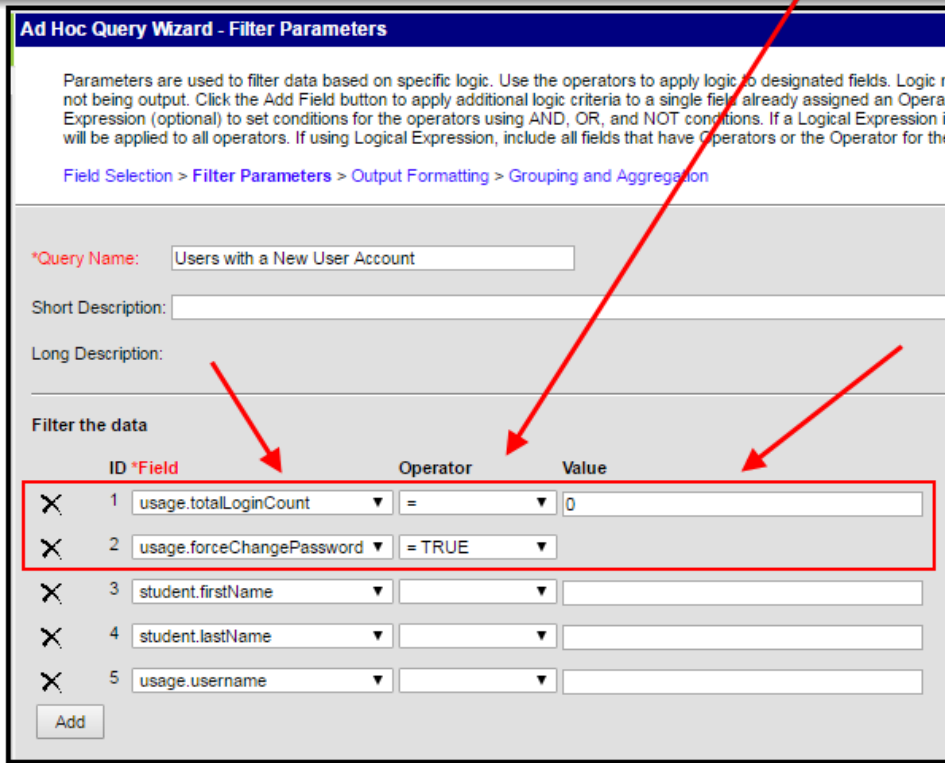 Ad Hoc Query Wizard - Filter Parameters
Parameters are used to filter data based on specific logic. Use the operators to apply logic to designated fields. Logic
not being output. Click the Add Field button to apply additional logic criteria to a single field already assigned an
Expression (optional) to set conditions for the operators using AND, OR, and NOT conditions. If a Logical Expression
will be applied to all operators. If using Logical Expression, include all fields that have Operators or the Operator for
Field Selection > Filter Parameters > Output Formatting > Grouping and Aggregation
*Query Name: Users with a New User Account
Short Description:
Long Description:
Filter the data
ID *Field Operator Value
1 usage.totalLoginCount = 0
2 usage.forceChangePassword = TRUE
3 student.firstName
4 student.lastName
5 usage.username
Add